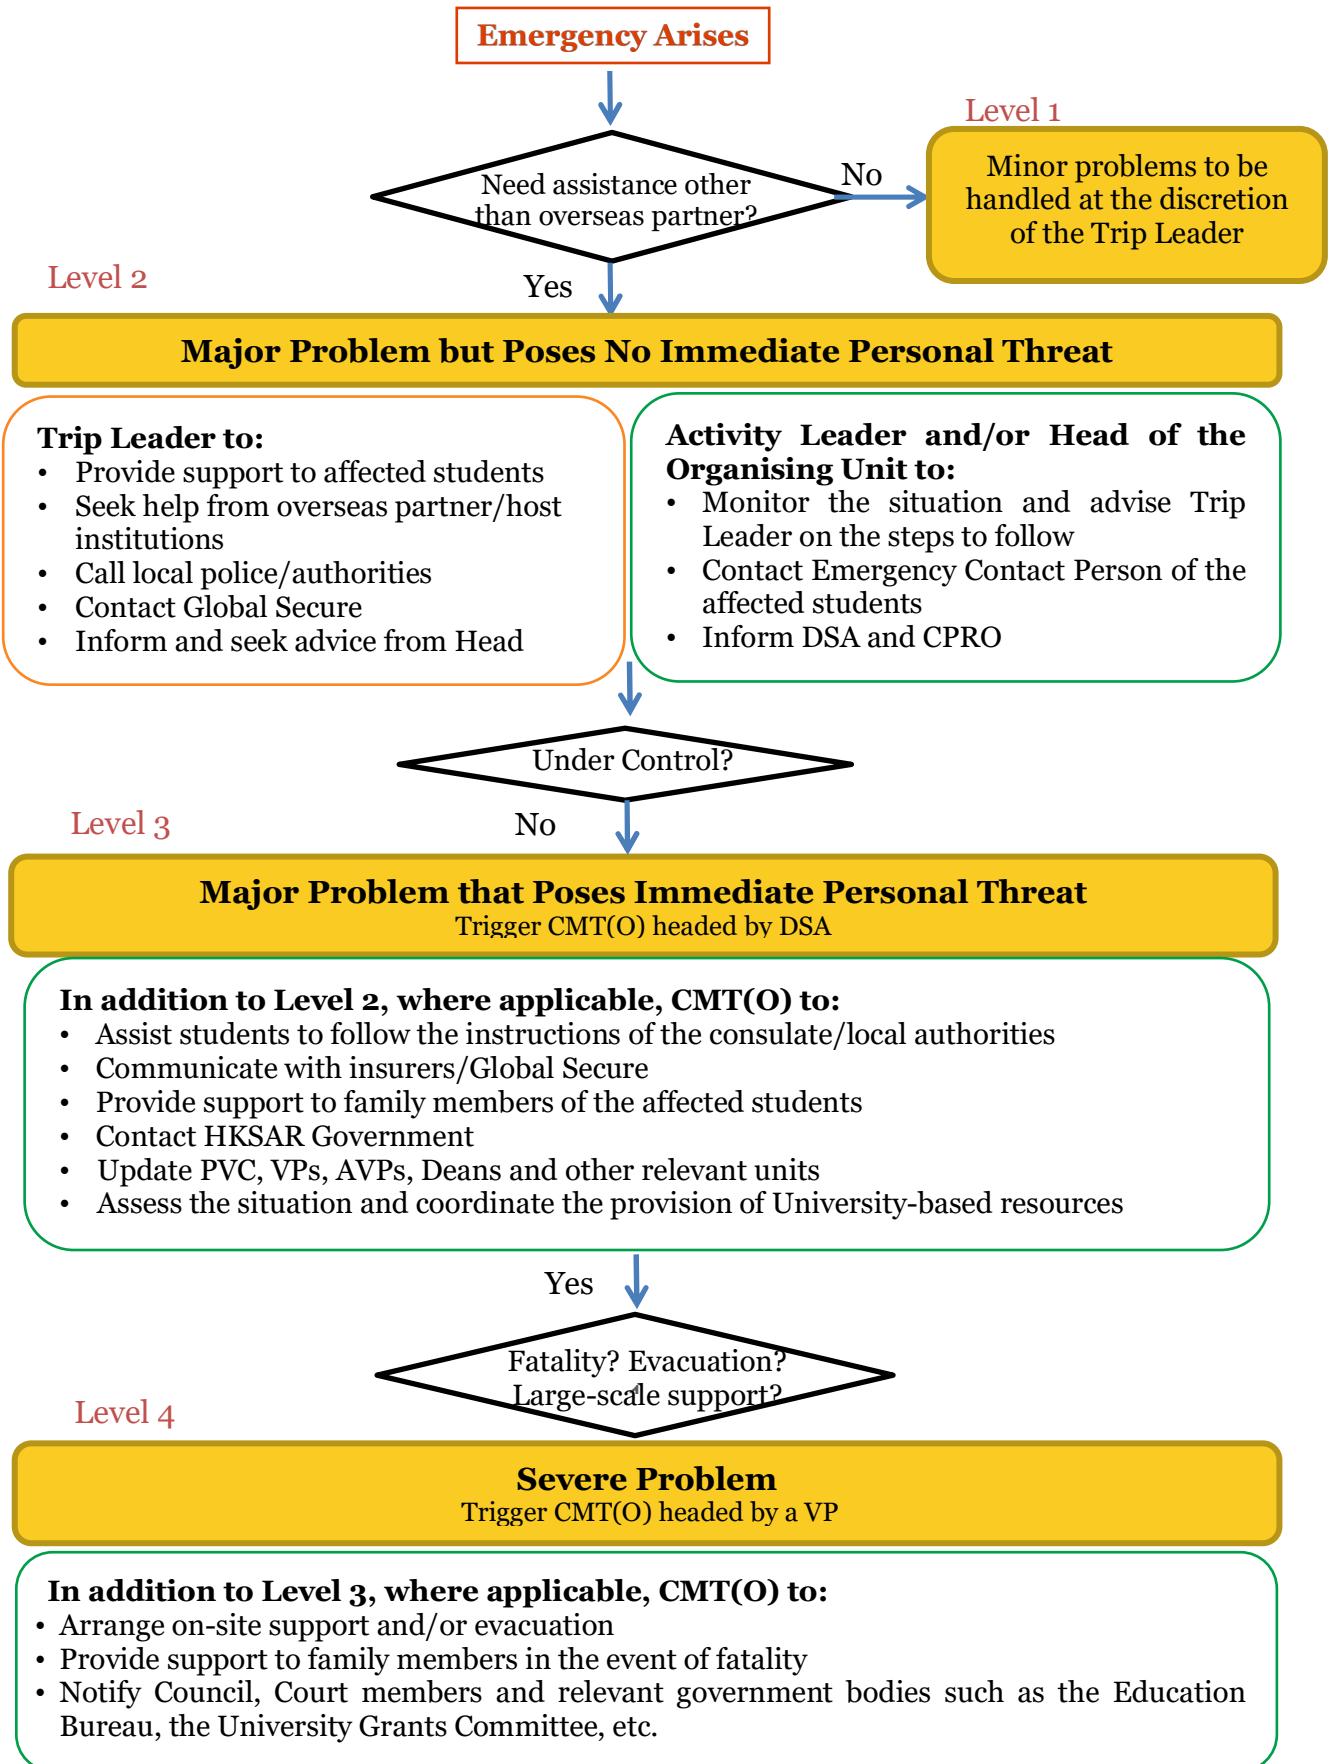 Emergency Arises
Level 1
Need assistance other
than overseas partner?
No
Minor problems to be
handled at the discretion
of the Trip Leader
Level 2
Yes
Major Problem but Poses No Immediate Personal Threat
Trip Leader to:
• Provide support to affected students
• Seek help from overseas partner/host
institutions
• Call local police/authorities
• Contact Global Secure
• Inform and seek advice from Head
Activity Leader and/or Head of the
Organising Unit to:
• Monitor the situation and advise Trip
Leader on the steps to follow
• Contact Emergency Contact Person of the
affected students
• Inform DSA and CPRO
Under Control?
Level 3
No
Major Problem that Poses Immediate Personal Threat
Trigger CMT(O) headed by DSA
In addition to Level 2, where applicable, CMT(O) to:
• Assist students to follow the instructions of the consulate/local authorities
• Communicate with insurers/Global Secure
• Provide support to family members of the affected students
• Contact HKSAR Government
• Update PVC, VPs, AVPs, Deans and other relevant units
• Assess the situation and coordinate the provision of University-based resources
Yes
Fatality? Evacuation?
Large-scale support?
Level 4
Severe Problem
Trigger CMT(O) headed by a VP
In addition to Level 3, where applicable, CMT(O) to:
• Arrange on-site support and/or evacuation
• Provide support to family members in the event of fatality
• Notify Council, Court members and relevant government bodies such as the Education
Bureau, the University Grants Committee, etc.